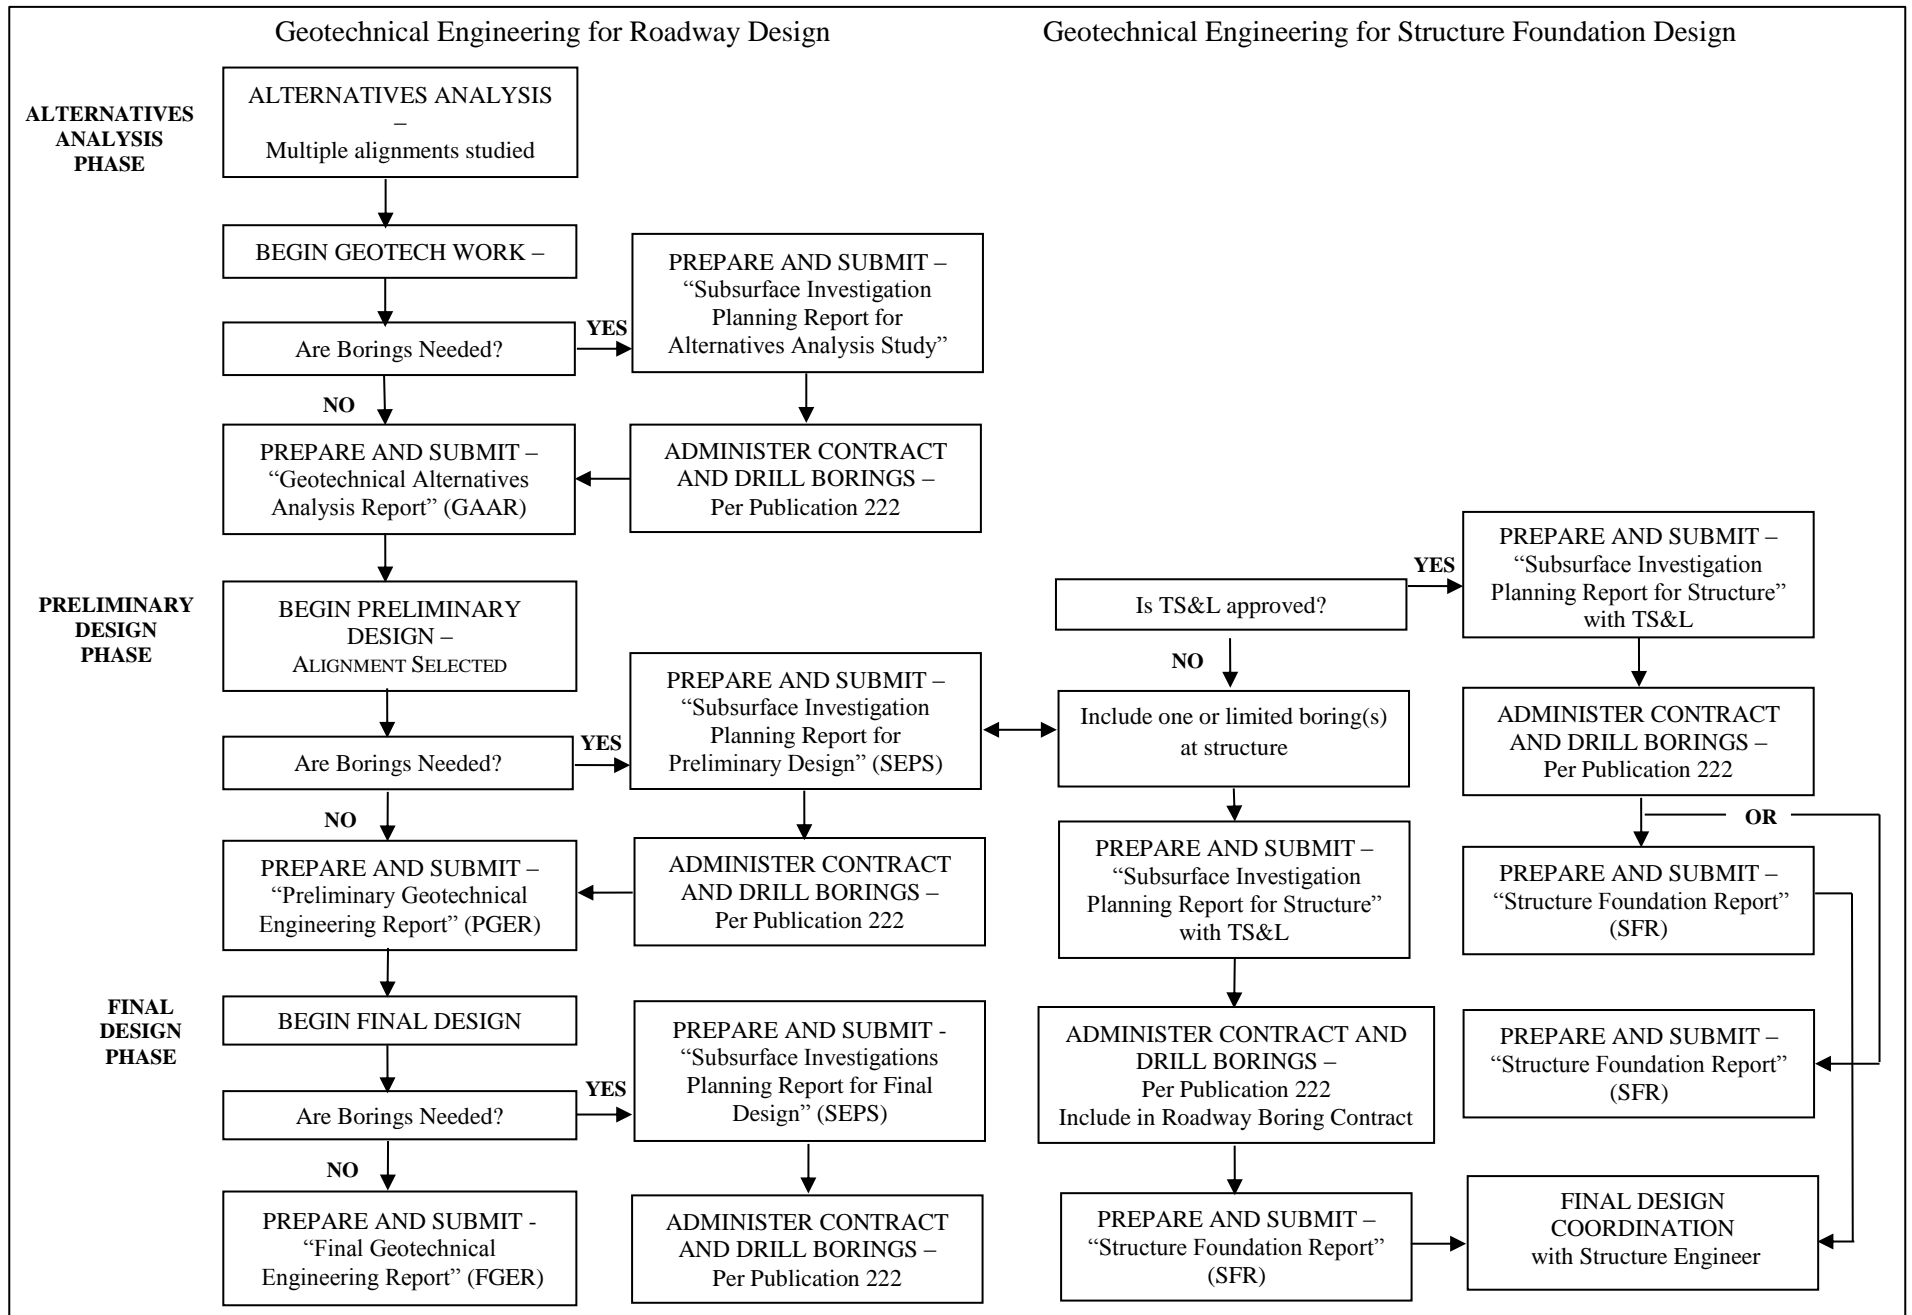 Geotechnical Engineering for Roadway Design
Geotechnical Engineering for Structure Foundation Design
ALTERNATIVES
ANALYSIS
PHASE
ALTERNATIVES ANALYSIS
–
Multiple alignments studied
BEGIN GEOTECH WORK –
Are Borings Needed?
YES
PREPARE AND SUBMIT –
“Subsurface Investigation
Planning Report for
Alternatives Analysis Study”
NO
PREPARE AND SUBMIT –
“Geotechnical Alternatives
Analysis Report” (GAAR)
ADMINISTER CONTRACT
AND DRILL BORINGS –
Per Publication 222
PRELIMINARY
DESIGN
PHASE
BEGIN PRELIMINARY
DESIGN –
ALIGNMENT SELECTED
Are Borings Needed?
YES
PREPARE AND SUBMIT –
“Subsurface Investigation
Planning Report for
Preliminary Design” (SEPS)
NO
PREPARE AND SUBMIT –
“Preliminary Geotechnical
Engineering Report” (PGER)
ADMINISTER CONTRACT
AND DRILL BORINGS –
Per Publication 222
FINAL
DESIGN
PHASE
BEGIN FINAL DESIGN
Are Borings Needed?
YES
PREPARE AND SUBMIT -
“Subsurface Investigations
Planning Report for Final
Design” (SEPS)
NO
PREPARE AND SUBMIT -
“Final Geotechnical
Engineering Report” (FGER)
ADMINISTER CONTRACT
AND DRILL BORINGS –
Per Publication 222
Is TS&L approved?
YES
PREPARE AND SUBMIT –
“Subsurface Investigation
Planning Report for Structure”
with TS&L
NO
Include one or limited boring(s)
at structure
ADMINISTER CONTRACT
AND DRILL BORINGS –
Per Publication 222
OR
PREPARE AND SUBMIT –
“Subsurface Investigation
Planning Report for Structure”
with TS&L
PREPARE AND SUBMIT –
“Structure Foundation Report”
(SFR)
ADMINISTER CONTRACT AND
DRILL BORINGS –
Per Publication 222
Include in Roadway Boring Contract
PREPARE AND SUBMIT –
“Structure Foundation Report”
(SFR)
PREPARE AND SUBMIT –
“Structure Foundation Report”
(SFR)
FINAL DESIGN
COORDINATION
with Structure Engineer